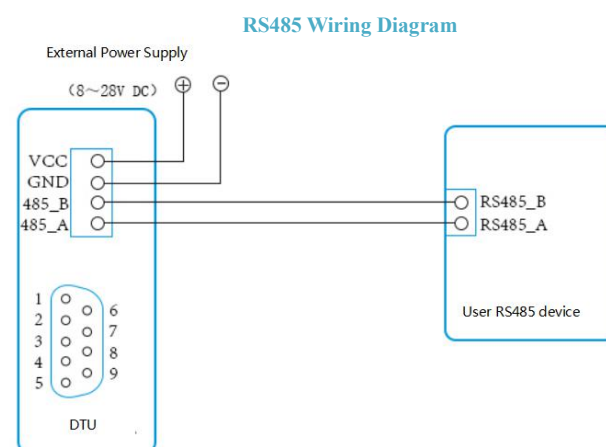 RS485 Wiring Diagram
External Power Supply
(8～28V DC)
VCC
GND
485_B
485_A
RS485_B
RS485_A
1
6
2
7
3
8
4
9
5
User RS485 device
DTU